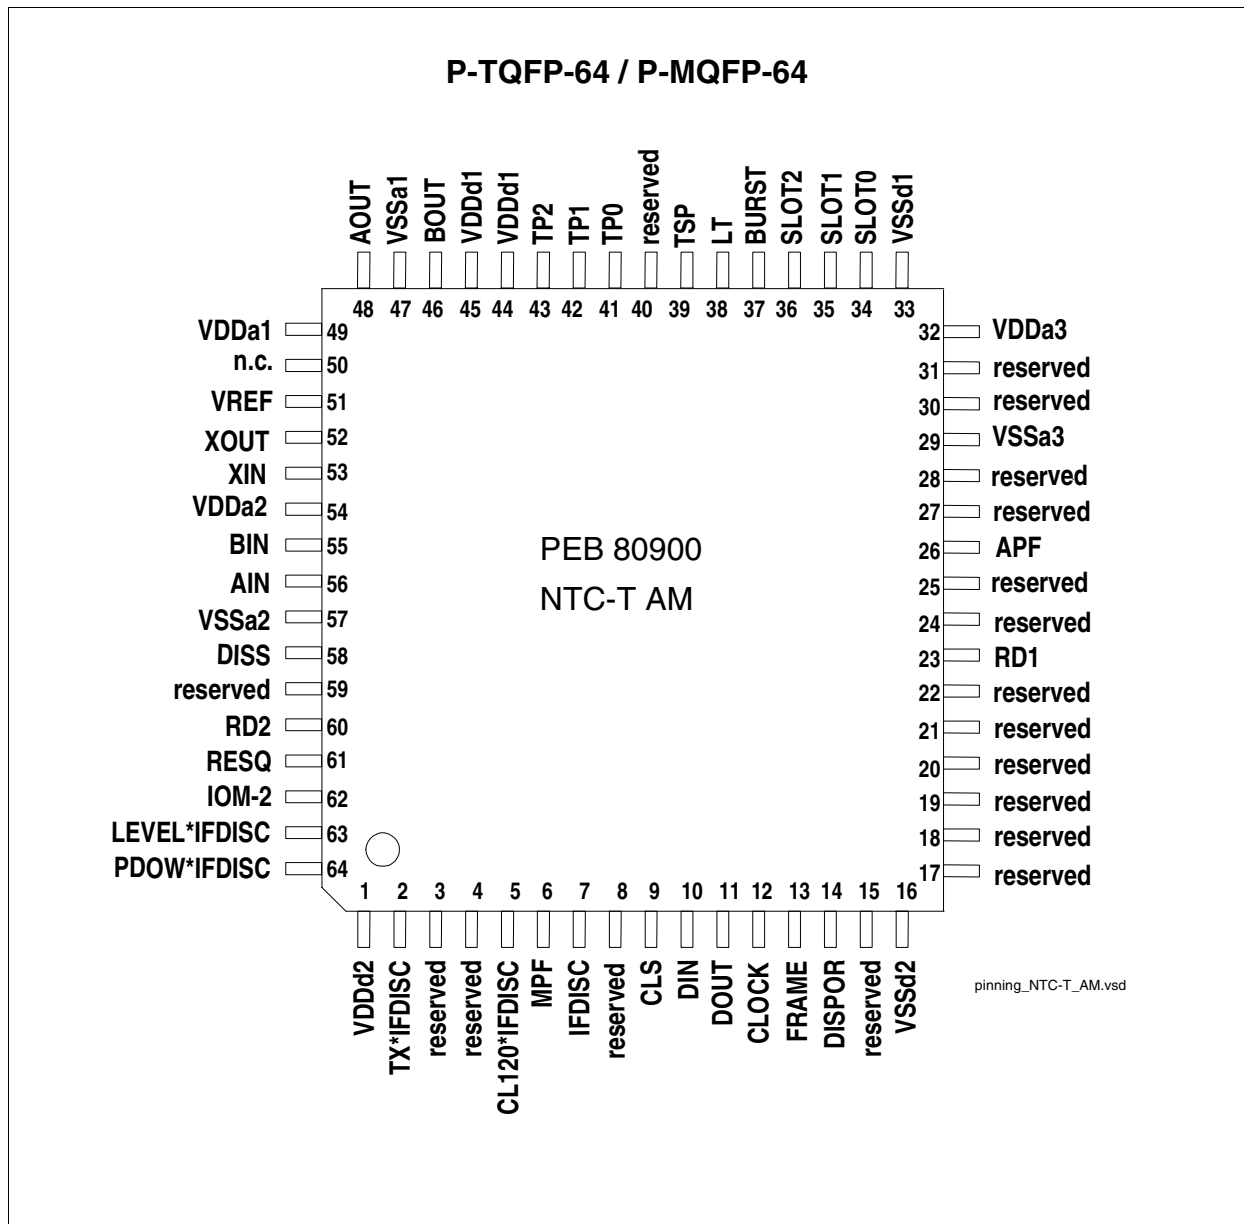 P-TQFP-64 / P-MQFP-64
AOUT
VSSa1
BOUT
VDDd1
VDDd1
TP2
TP1
TP0
reserved
TSP
LT
BURST
SLOT2
SLOT1
SLOT0
VSSd1
48 47 46 45 44 43 42 41 40 39 38 37 36 35 34 33
VDDa1 49
n.c. 50
VREF 51
XOUT 52
XIN 53
VDDa2 54
BIN 55
AIN 56
VSSa2 57
DISS 58
reserved 59
RD2 60
RESQ 61
IOM-2 62
LEVEL*IFDISC 63
PDOW*IFDISC 64
PEB 80900
NTC-T AM
32 VDDa3
31 reserved
30 reserved
29 VSSa3
28 reserved
27 reserved
26 APF
25 reserved
24 reserved
23 RD1
22 reserved
21 reserved
20 reserved
19 reserved
18 reserved
17 reserved
1 2 3 4 5 6 7 8 9 10 11 12 13 14 15 16
VDDd2
TX*IFDISC
reserved
reserved
CL120*IFDISC
MPF
IFDISC
reserved
CLS
DIN
DOUT
CLOCK
FRAME
DISPOR
reserved
VSSd2
pinning_NTC-T_AM.vsd